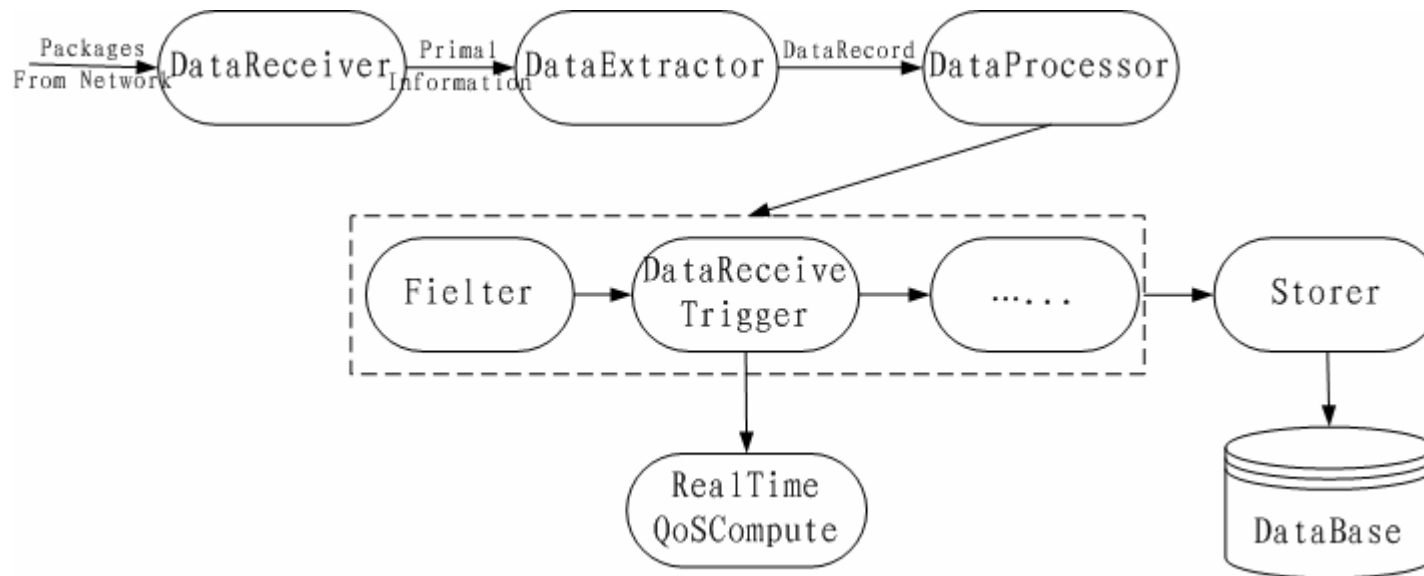 Packages
From Network
DataReceiver
Primal
Information
DataExtractor
DataRecord
DataProcessor
Fielter
DataReceive
Trigger
......
Storer
RealTime
QoSCompute
DataBase